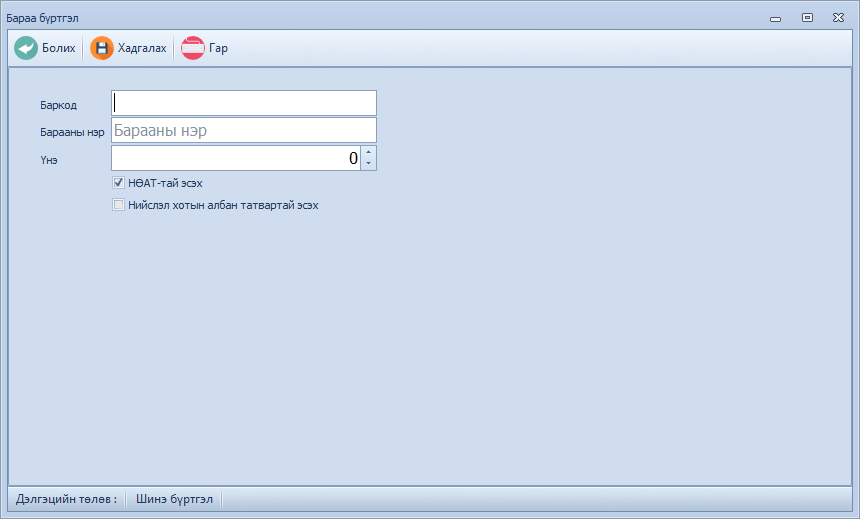 Бараа бүртгэл
Болих Хадгалах Гар
Баркод
Барааны нэр Барааны нэр
Үнэ 0
НӨАТ-тай эсэх
Нийслэл хотын албан татвартай эсэх
Дэлгэцийн төлөв : Шинэ бүртгэл